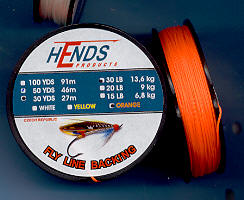 HENDS
PRODUCTS
100 YDS 91m 30 LB 13,6 kg
50 YDS 46m 20 LB 9 kg
30 YDS 27m 15 LB 6,8 kg
WHITE YELLOW ORANGE
CZECH REPUBLIC
FLY LINE BACKING